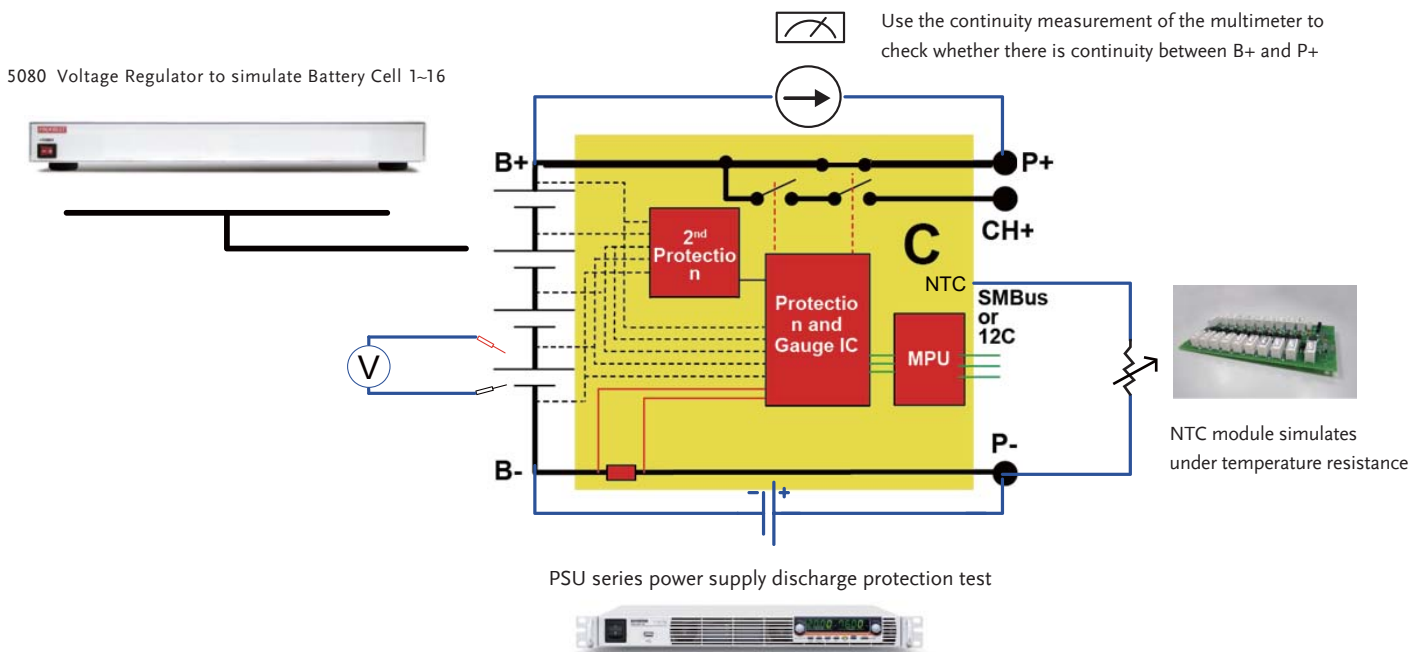 Use the continuity measurement of the multimeter to
check whether there is continuity between B+ and P+
5080 Voltage Regulator to simulate Battery Cell 1~16
B+
P+
CH+
C
2nd
Protectio
n
NTC
SMBus
or
12C
Protectio
n and
Gauge IC
MPU
V
NTC module simulates
under temperature resistance
P-
B-
- +
PSU series power supply discharge protection test